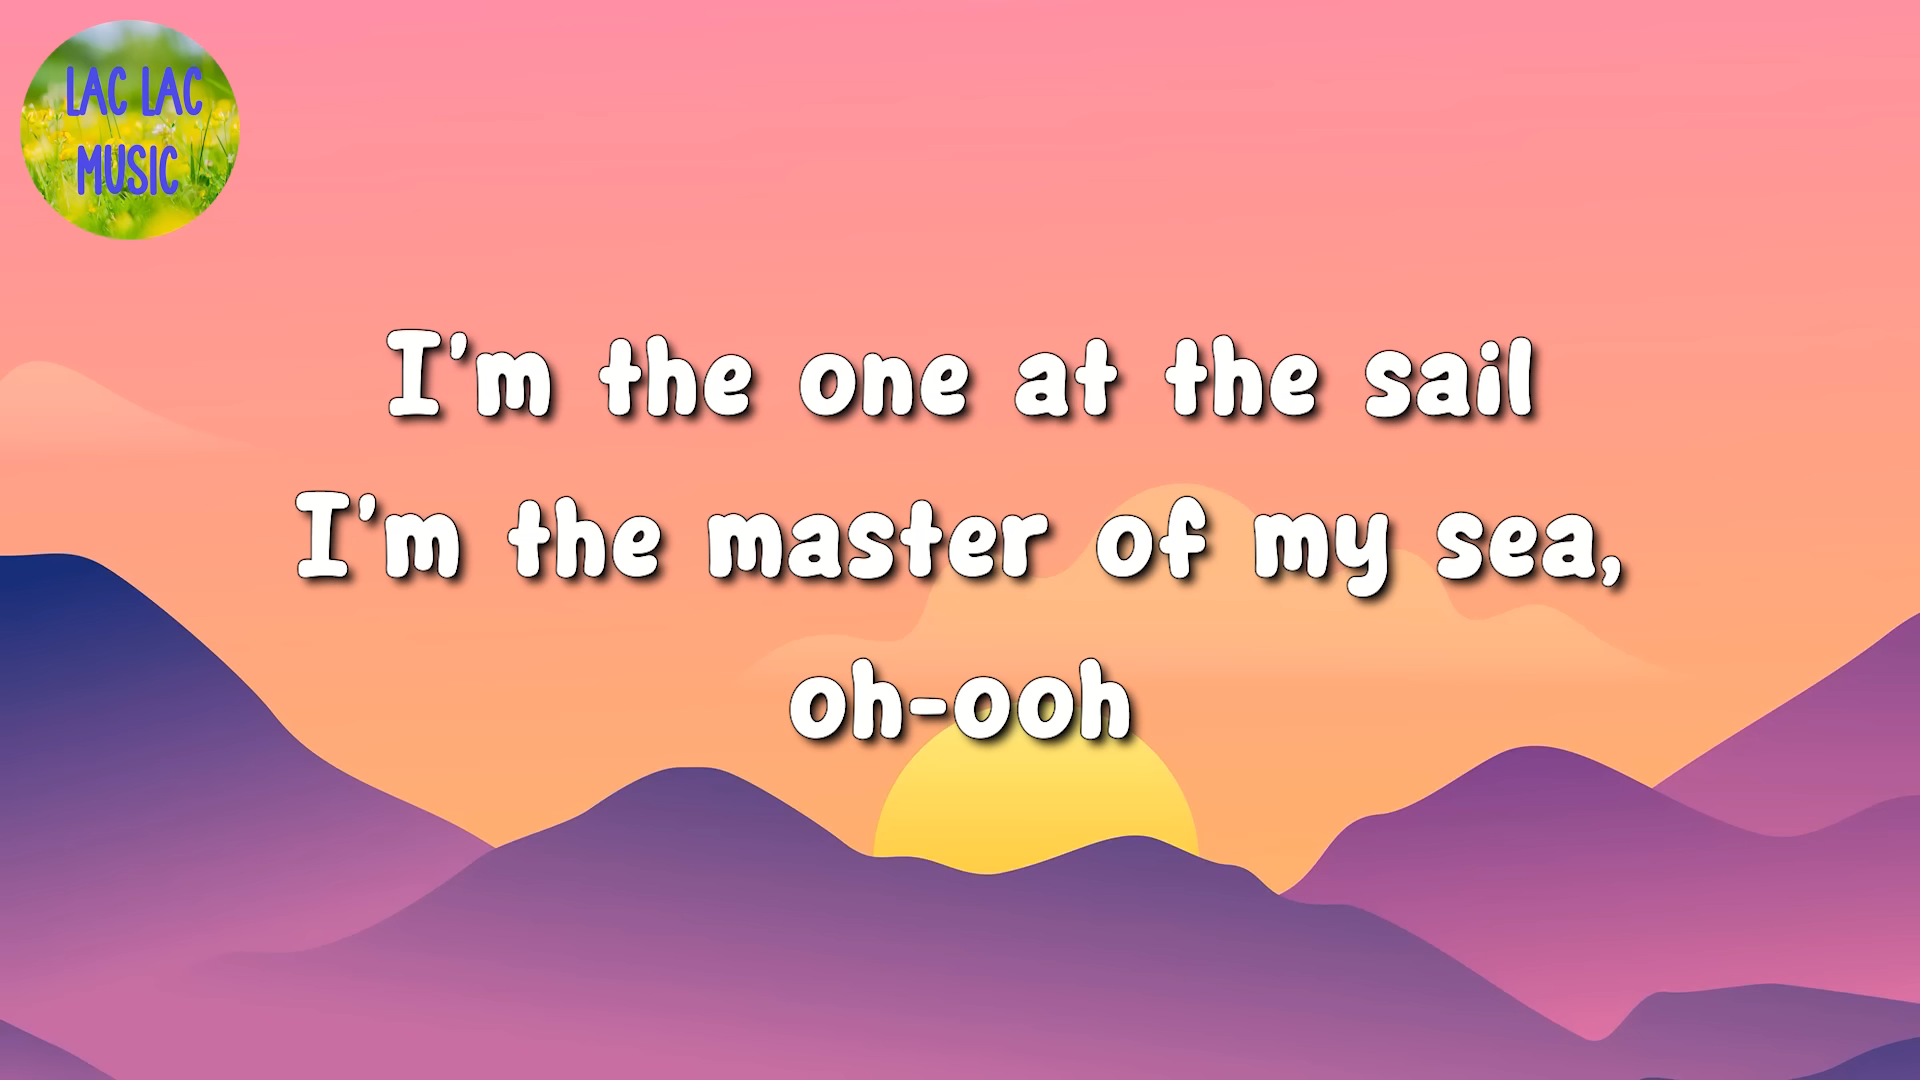 LAC LAC
MUSIC
I'm the one at the sail
I'm the master of my sea,
oh-ooh